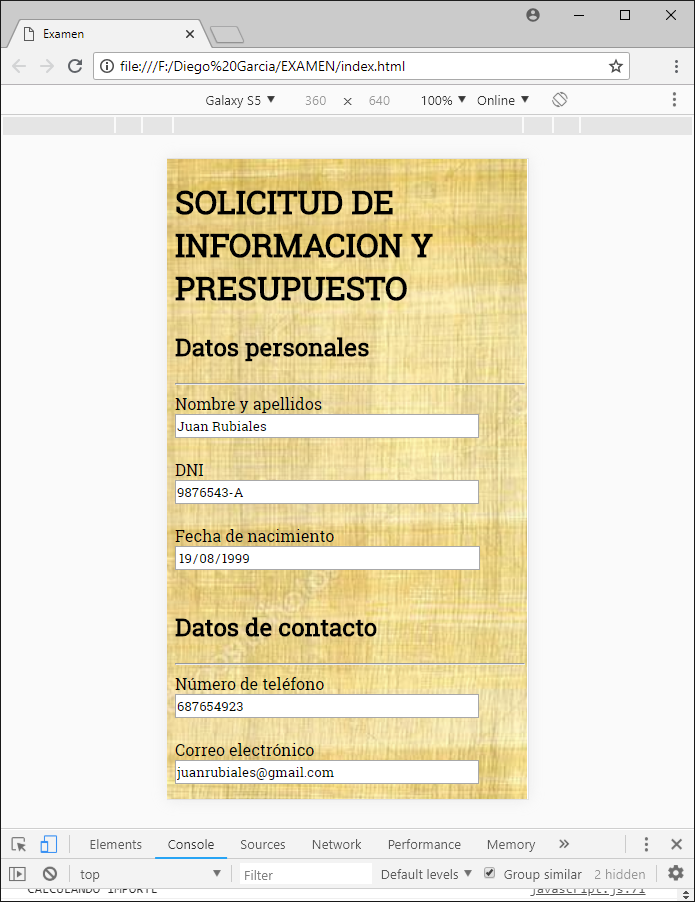 Examen
file:///F:/Diego%20Garcia/EXAMEN/index.html
Galaxy S5 ▼ 360 × 640 100% ▼ Online ▼
SOLICITUD DE
INFORMACION Y
PRESUPUESTO
Datos personales
Nombre y apellidos
Juan Rubiales
DNI
9876543-A
Fecha de nacimiento
19/08/1999
Datos de contacto
Número de teléfono
687654923
Correo electrónico
juanrubiales@gmail.com
Elements Console Sources Network Performance Memory »
top ▼ Filter Default levels ▼ Group similar 2 hidden
CALCULANDO IMPORTE javascript.js:71